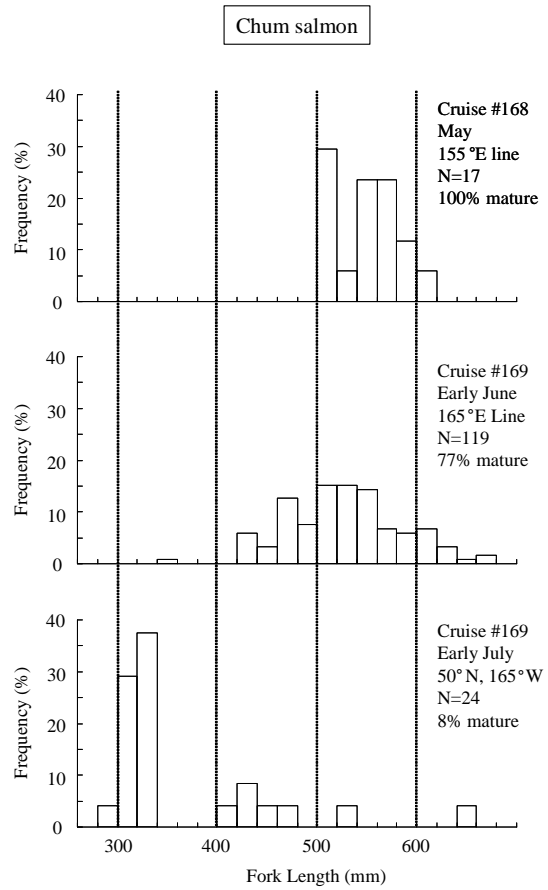 Chum salmon
40
30
20
10
0
Frequency (%)
Cruise #168
May
155°E line
N=17
100% mature
40
30
20
10
0
Frequency (%)
Cruise #169
Early June
165°E Line
N=119
77% mature
40
30
20
10
0
Frequency (%)
Cruise #169
Early July
50°N, 165°W
N=24
8% mature
300 400 500 600
Fork Length (mm)